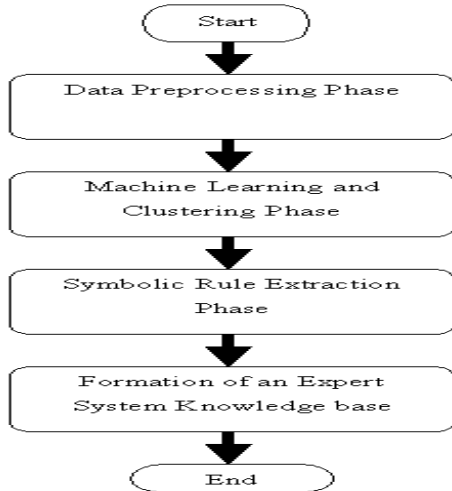 Start
Data Preprocessing Phase
Machine Learning and
Clustering Phase
Symbolic Rule Extraction
Phase
Formation of an Expert
System Knowledge base
End